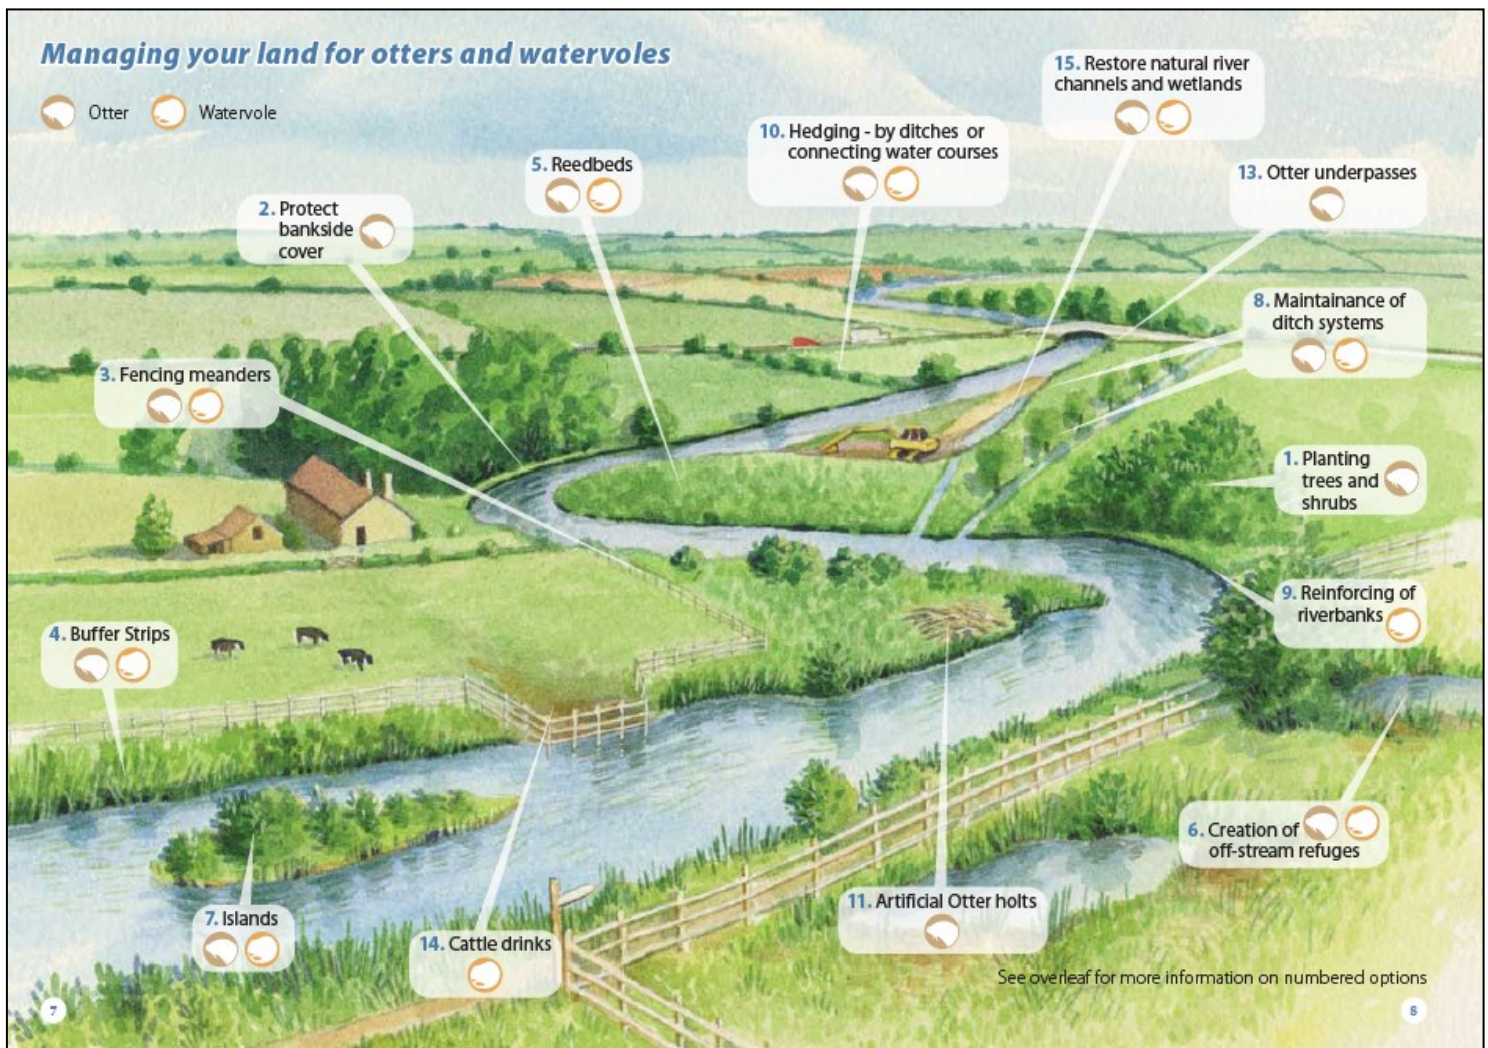 Managing your land for otters and watervoles
Otter
Watervole
15. Restore natural river
channels and wetlands
10. Hedging - by ditches or
connecting water courses
5. Reedbeds
13. Otter underpasses
2. Protect
bankside
cover
8. Maintainance of
ditch systems
3. Fencing meanders
1. Planting
trees and
shrubs
9. Reinforcing of
riverbanks
4. Buffer Strips
6. Creation of
off-stream refuges
11. Artificial Otter holts
7. Islands
14. Cattle drinks
See overleaf for more information on numbered options
7
8